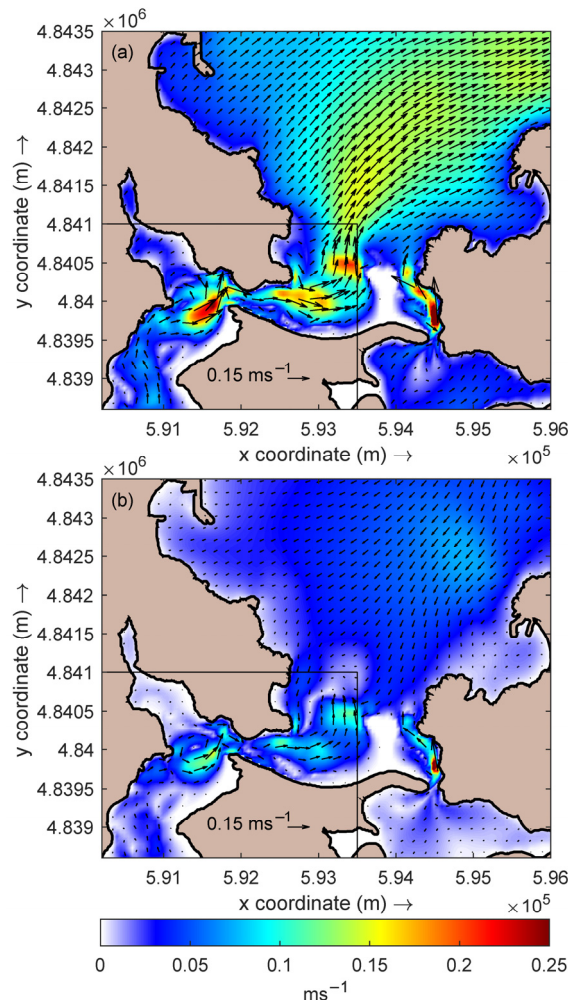 × 10⁶
4.8435
(a)
4.843
4.8425
4.842
4.8415
4.841
4.8405
4.84
4.8395
4.839
y coordinate (m) →
0.15 ms⁻¹
5.91 5.92 5.93 5.94 5.95 5.96
x coordinate (m) → × 10⁵
× 10⁶
4.8435
(b)
4.843
4.8425
4.842
4.8415
4.841
4.8405
4.84
4.8395
4.839
y coordinate (m) →
0.15 ms⁻¹
5.91 5.92 5.93 5.94 5.95 5.96
x coordinate (m) → × 10⁵
0 0.05 0.1 0.15 0.2 0.25
ms⁻¹